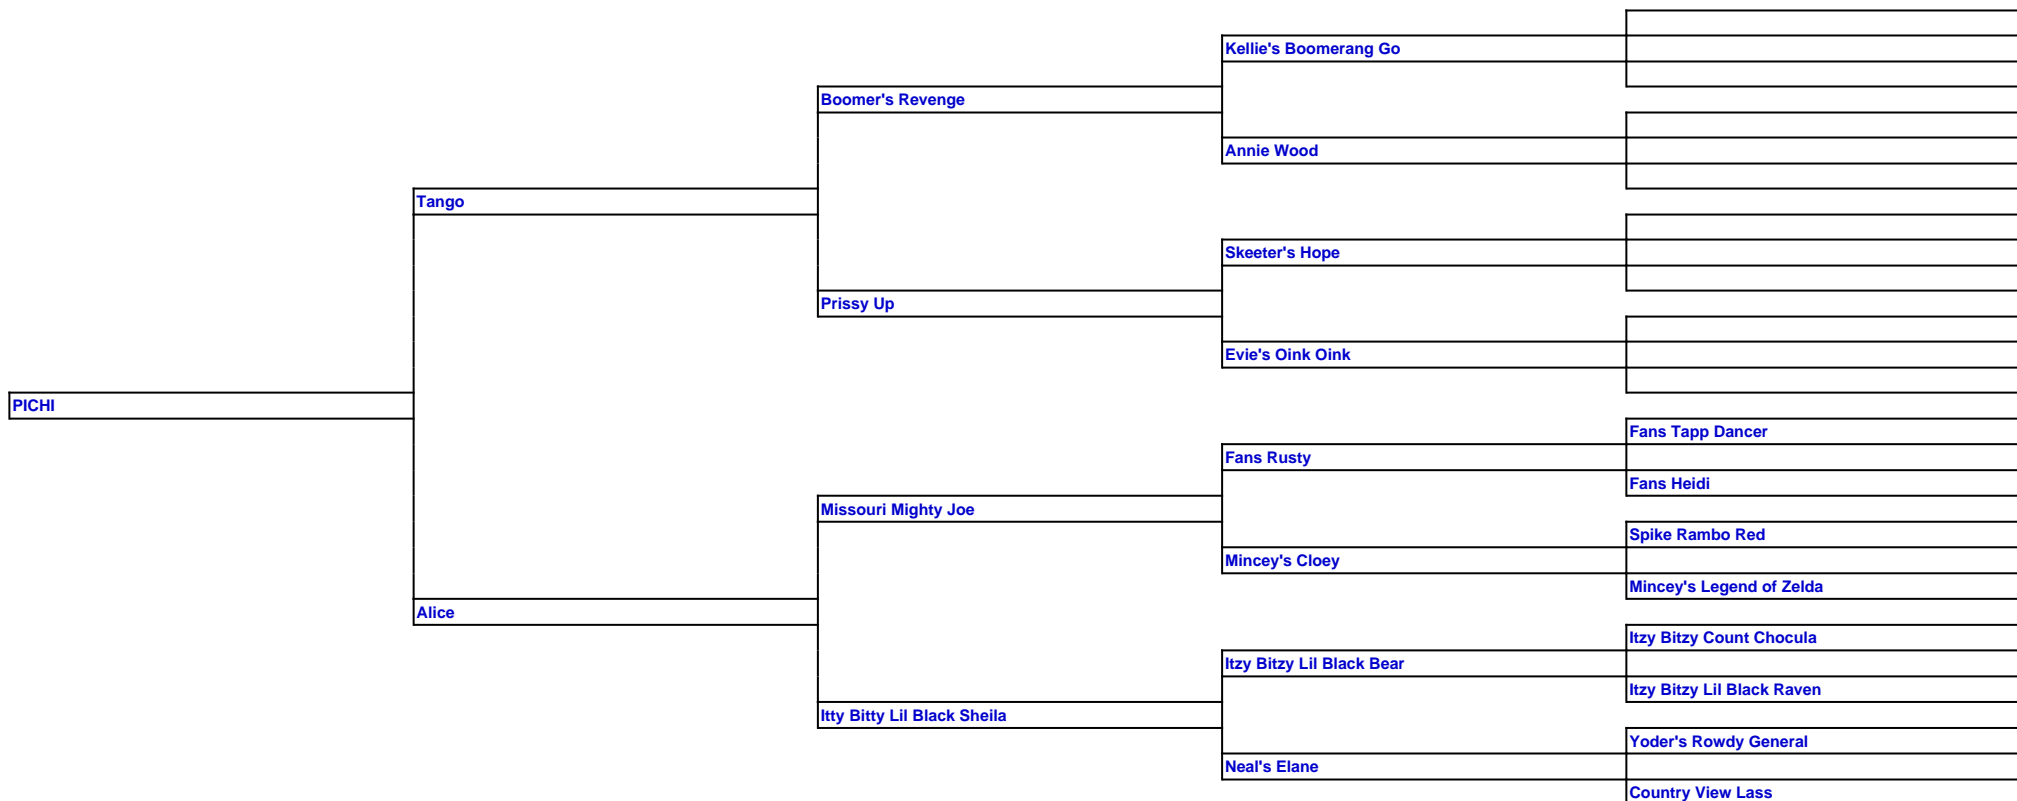 Kellie's Boomerang Go
Boomer's Revenge
Annie Wood
Tango
Skeeter's Hope
Prissy Up
Evie's Oink Oink
PICHI
Fans Tapp Dancer
Fans Rusty
Fans Heidi
Missouri Mighty Joe
Spike Rambo Red
Mincey's Cloey
Mincey's Legend of Zelda
Alice
Itzy Bitzy Count Chocula
Itzy Bitzy Lil Black Bear
Itzy Bitzy Lil Black Raven
Itty Bitty Lil Black Sheila
Yoder's Rowdy General
Neal's Elane
Country View Lass